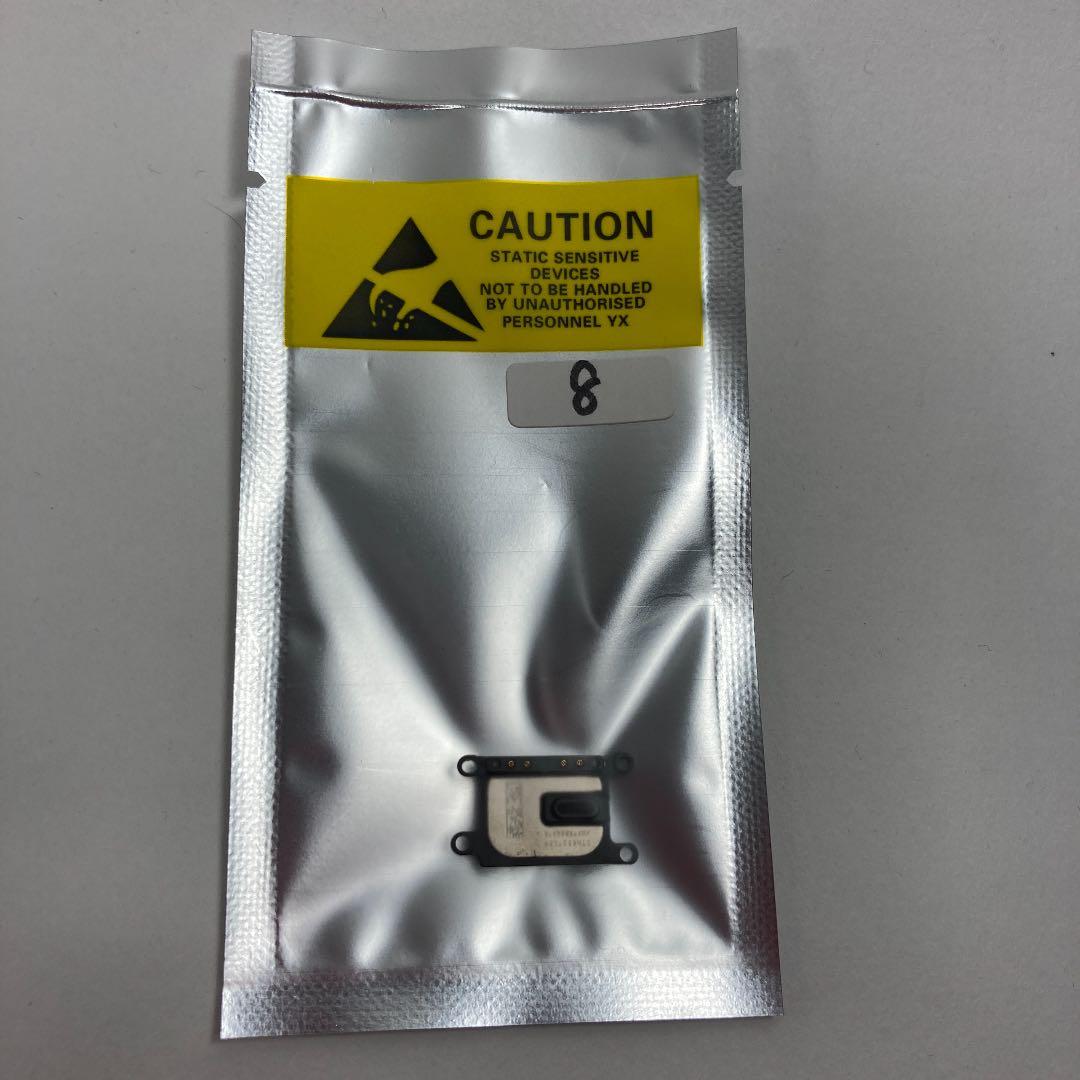 CAUTION
STATIC SENSITIVE
DEVICES
NOT TO BE HANDLED
BY UNAUTHORISED
PERSONNEL YX
8